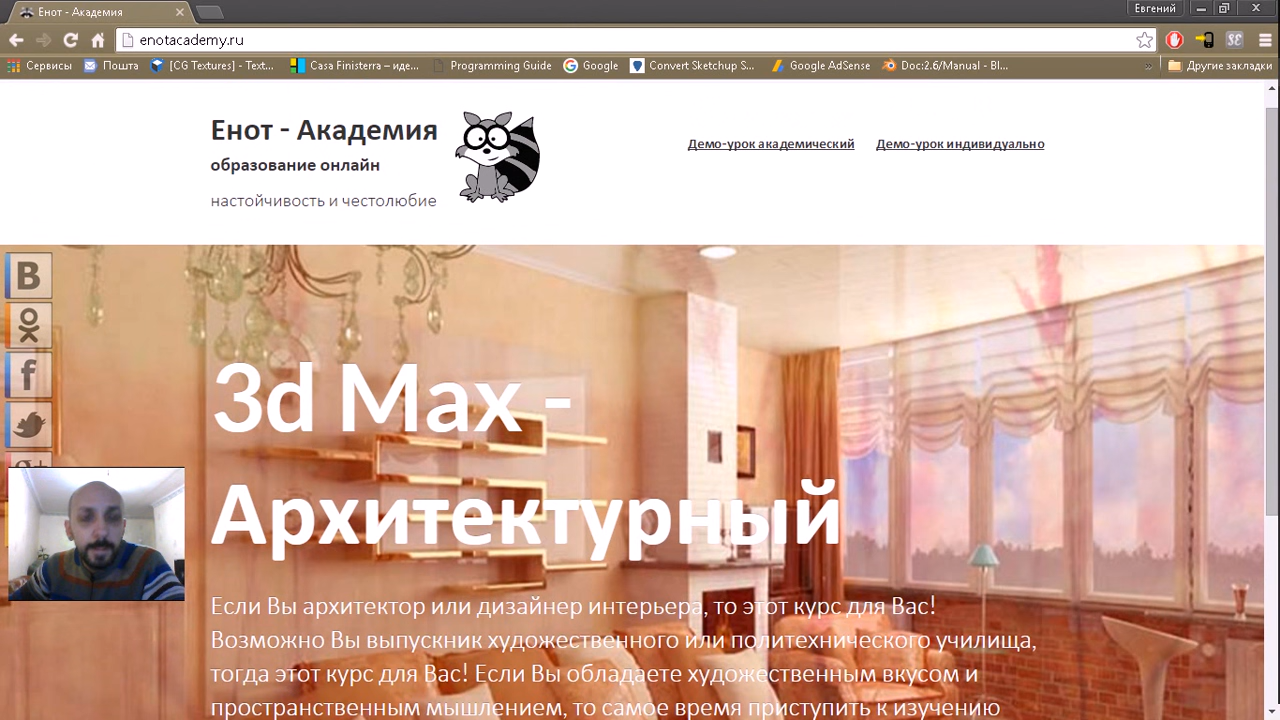 Енот - Академия
Евгений
enotacademy.ru
Сервисы
Пошта
[CG Textures] - Text...
Casa Finisterra – иде...
Programming Guide
Google
Convert Sketchup S...
Google AdSense
Doc:2.6/Manual - Bl...
»
Другие закладки
Енот - Академия
образование онлайн
настойчивость и честолюбие
Демо-урок академический
Демо-урок индивидуально
B
f
g+
3d Max -
Архитектурный
Если Вы архитектор или дизайнер интерьера, то этот курс для Вас!
Возможно Вы выпускник художественного или политехнического училища,
тогда этот курс для Вас! Если Вы обладаете художественным вкусом и
пространственным мышлением, то самое время приступить к изучению